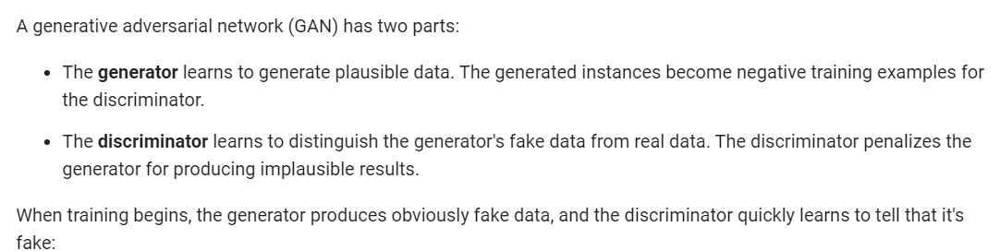 A generative adversarial network (GAN) has two parts:
• The generator learns to generate plausible data. The generated instances become negative training examples for
the discriminator.
• The discriminator learns to distinguish the generator's fake data from real data. The discriminator penalizes the
generator for producing implausible results.
When training begins, the generator produces obviously fake data, and the discriminator quickly learns to tell that it's
fake: